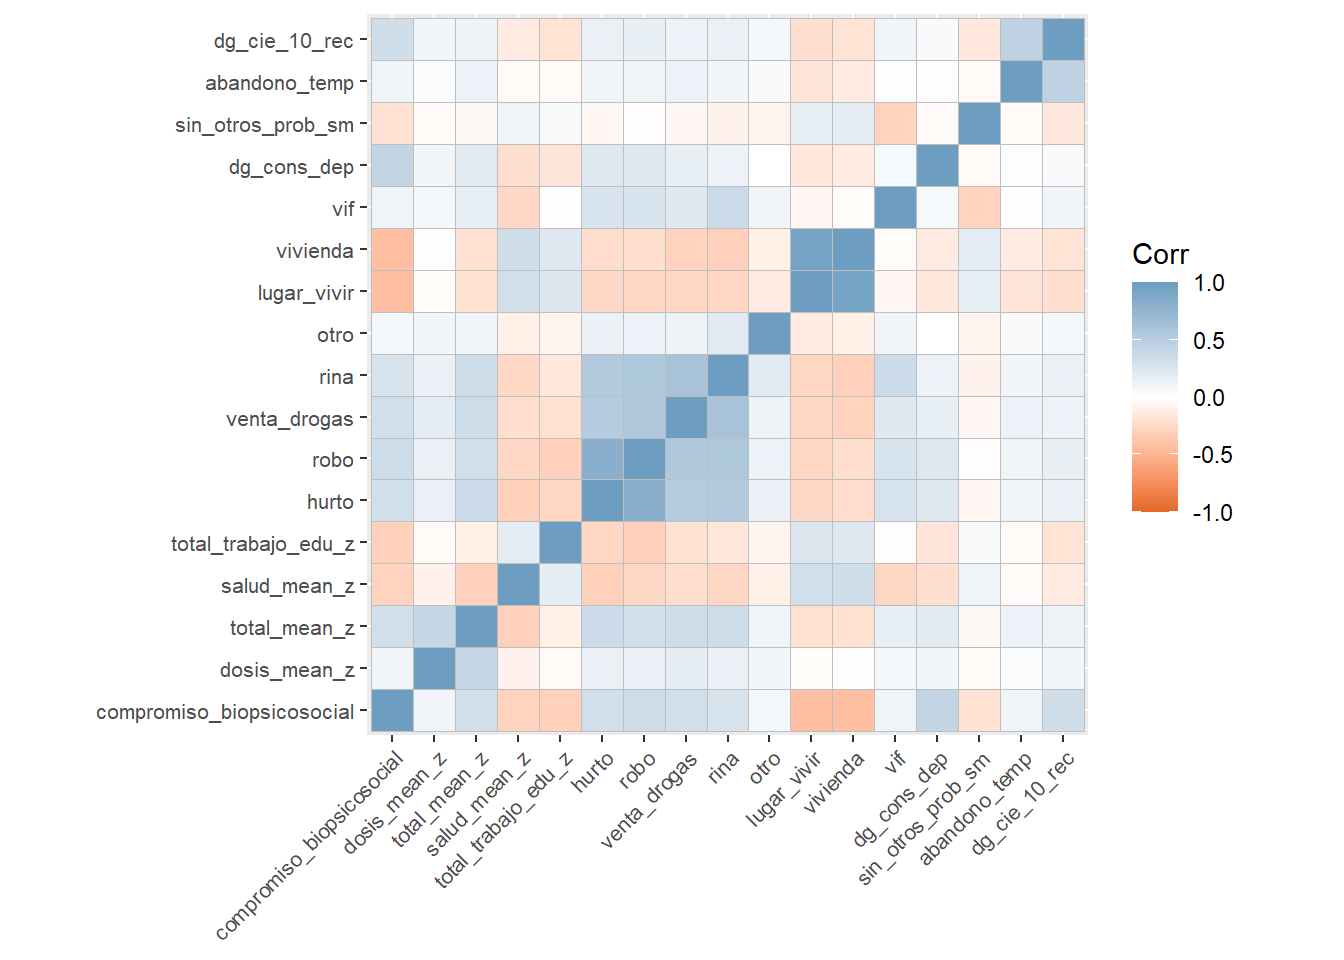 dg_cie_10_rec
abandono_temp
sin_otros_prob_sm
dg_cons_dep
vif
vivienda
lugar_vivir
otro
rina
venta_drogas
robo
hurto
total_trabajo_edu_z
salud_mean_z
total_mean_z
dosis_mean_z
compromiso_biopsicosocial
compromiso_biopsicosocial
dosis_mean_z
total_mean_z
salud_mean_z
total_trabajo_edu_z
hurto
robo
venta_drogas
rina
otro
lugar_vivir
vivienda
vif
dg_cons_dep
sin_otros_prob_sm
abandono_temp
dg_cie_10_rec
Corr
1.0
0.5
0.0
-0.5
-1.0